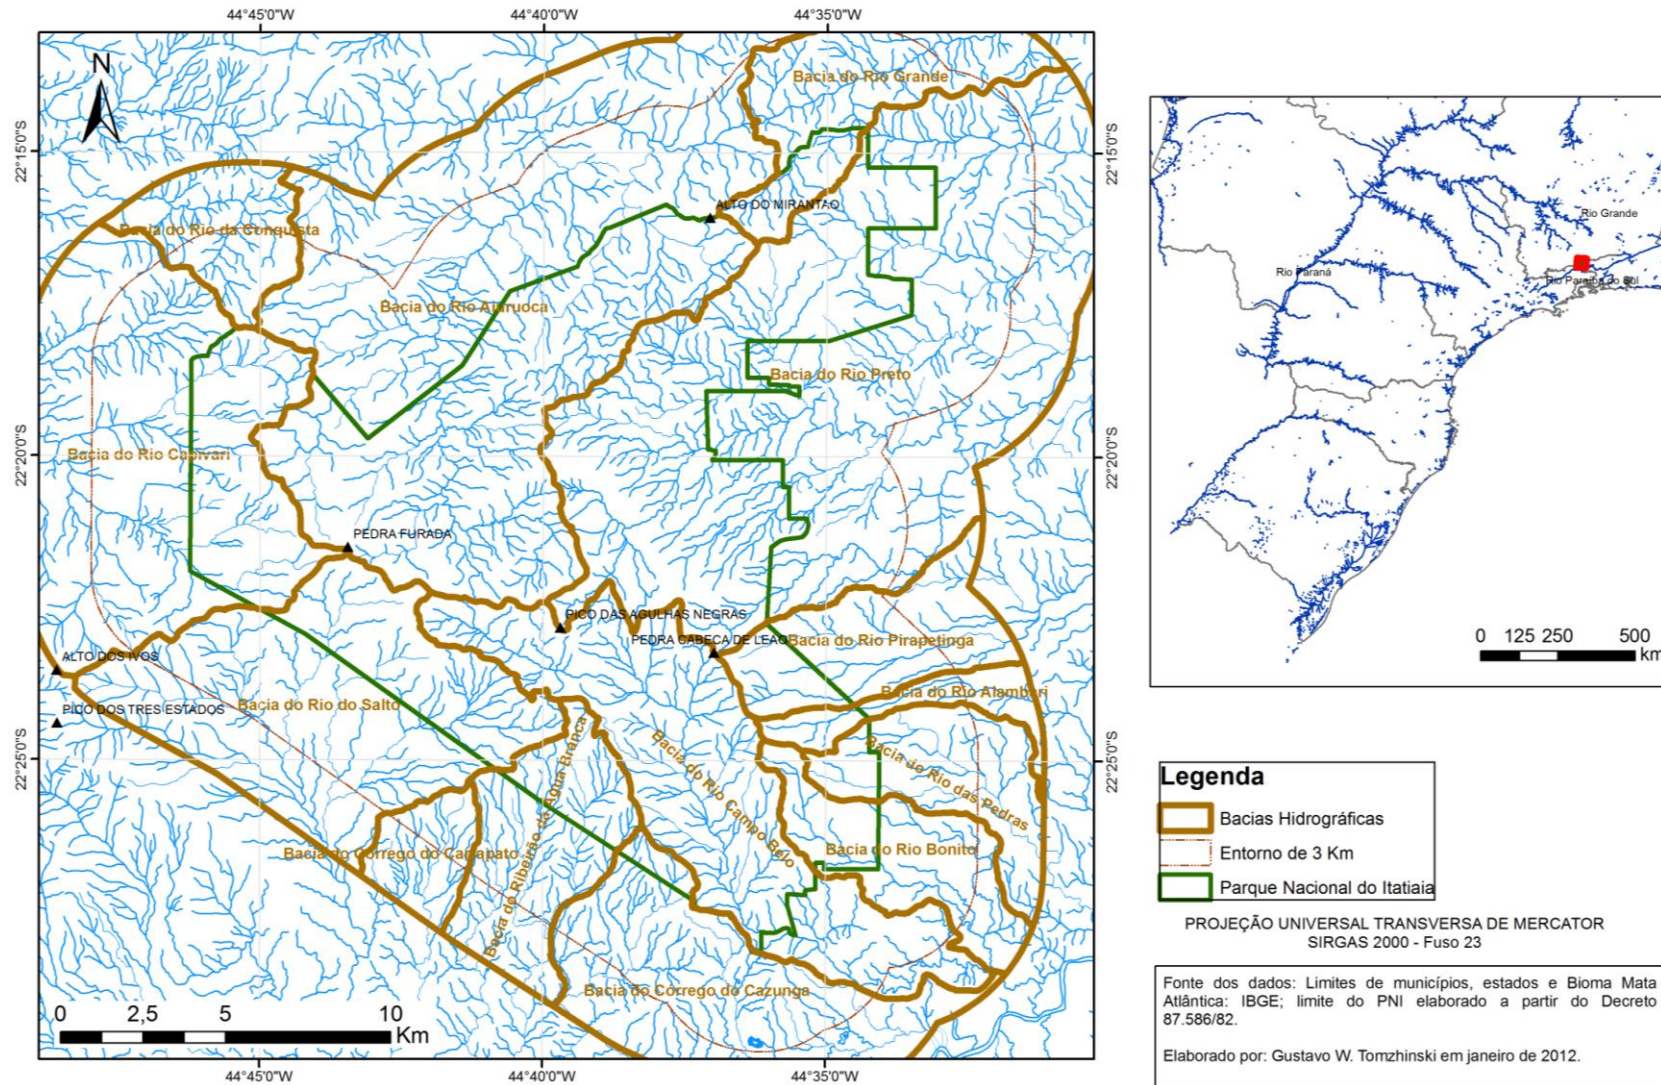 44°45'0"W
44°40'0"W
44°35'0"W
N
22°15'0"S
22°15'0"S
22°20'0"S
22°20'0"S
22°25'0"S
22°25'0"S
Bacia do Rio Grande
ALTO DO MIRANTAO
Bacia do Rio da Conquista
Bacia do Rio Aiuruoca
Bacia do Rio Preto
Bacia do Rio Capivari
PEDRA FURADA
PICO DAS AGULHAS NEGRAS
PEDRA CABECA DE LEAO
Bacia do Rio Pirapetinga
ALTO DOS IVOS
Bacia do Rio Alambari
PICO DOS TRES ESTADOS
Bacia do Rio do Salto
Bacia do Ribeirão da Água Branca
Bacia do Rio Campo Belo
Bacia do Rio das Pedras
Bacia do Córrego do
Bacia do Rio Bonito
Bacia do Córrego do Cazunga
0 2,5 5 10
Km
44°45'0"W
44°40'0"W
44°35'0"W
Rio Grande
Rio Paraná
Rio Paraíba do Sul
0 125 250 500
km
Legenda
Bacias Hidrográficas
Entorno de 3 Km
Parque Nacional do Itatiaia
PROJEÇÃO UNIVERSAL TRANSVERSA DE MERCATOR
SIRGAS 2000 - Fuso 23
Fonte dos dados: Limites de municípios, estados e Bioma Mata
Atlântica: IBGE; limite do PNI elaborado a partir do Decreto
87.586/82.
Elaborado por: Gustavo W. Tomzhinski em janeiro de 2012.